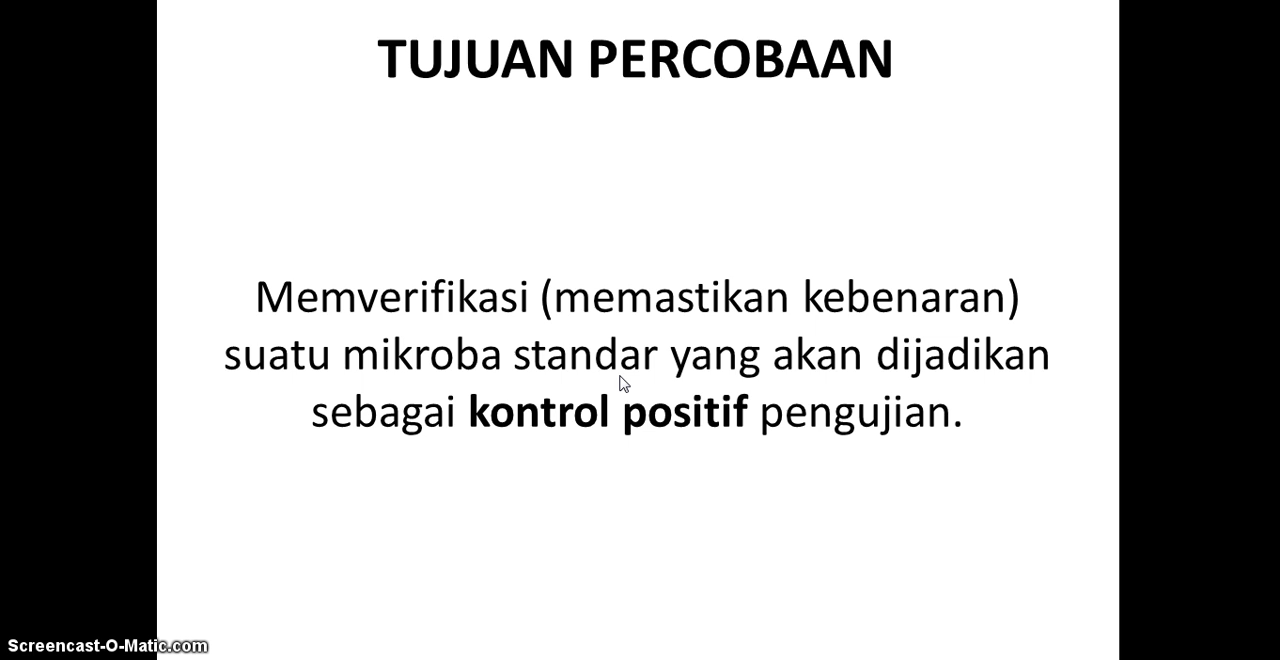 TUJUAN PERCOBAAN
Memverifikasi (memastikan kebenaran)
suatu mikroba standar yang akan dijadikan
sebagai kontrol positif pengujian.
Screencast-O-Matic.com